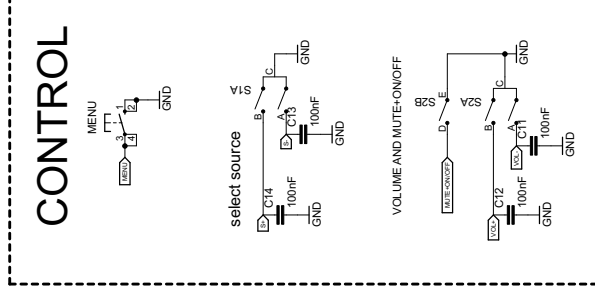 CONTROL
MENU
3
4
1
2
MENU
GND
select source
S1A
B
A
C
GND
S+
C14
100nF
GND
S-
C13
100nF
GND
VOLUME AND MUTE+ON/OFF
S2B
D
E
MUTE+ON/OFF
S2A
B
A
C
GND
VOL+
C12
100nF
GND
VOL-
C11
100nF
GND